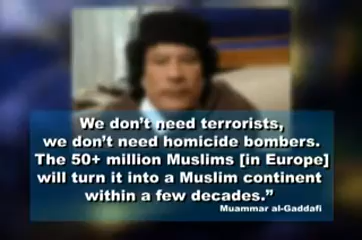 We don't need terrorists,
we don't need homicide bombers.
The 50+ million Muslims [in Europe]
will turn it into a Muslim continent
within a few decades.”
Muammar al-Gaddafi